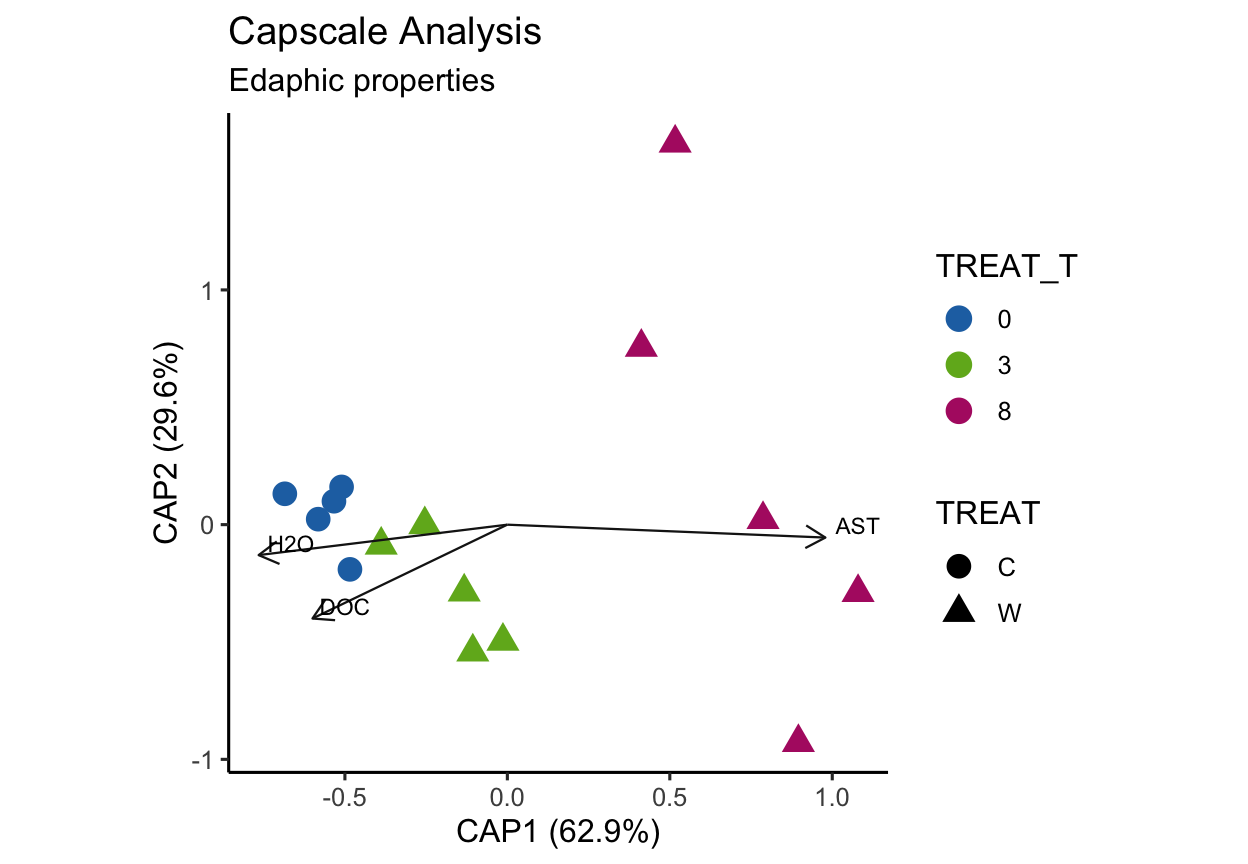 Capscale Analysis
Edaphic properties
CAP2 (29.6%)
1
0
-1
H2O
DOC
AST
-0.5
0.0
0.5
1.0
CAP1 (62.9%)
TREAT_T
0
3
8
TREAT
C
W